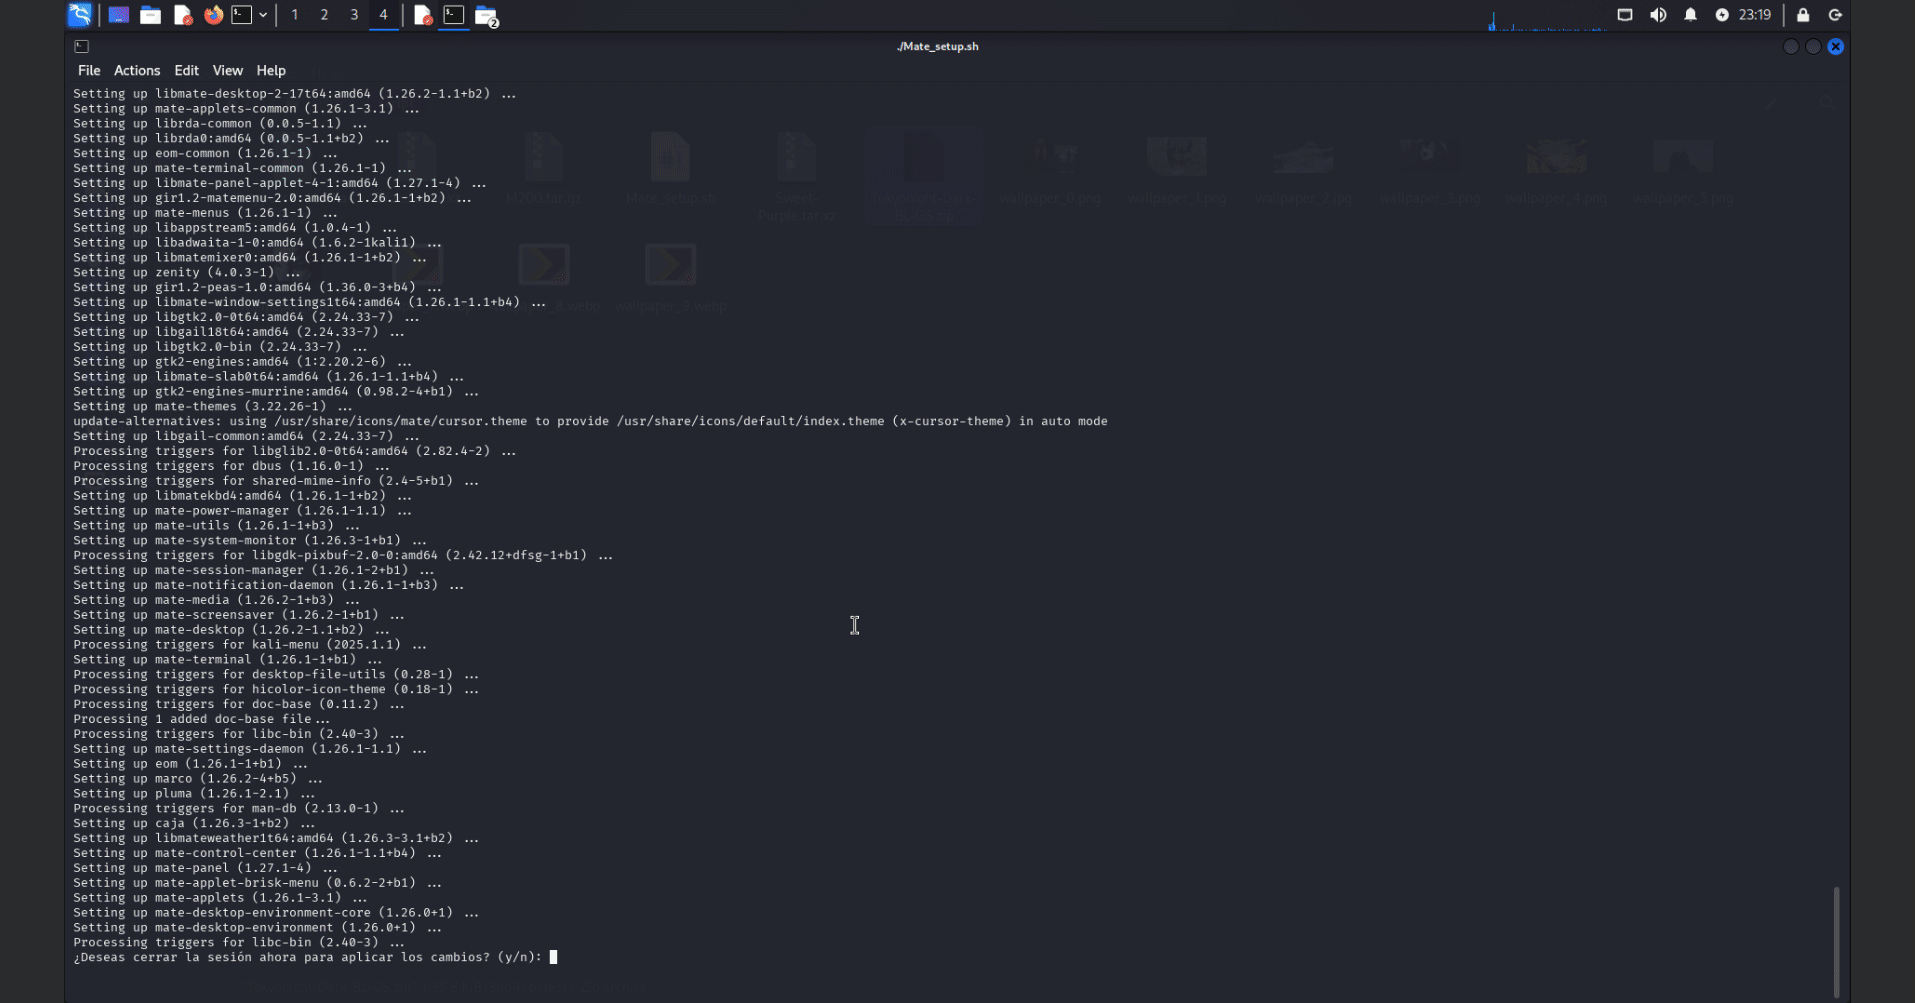 1 2 3 4
2
23:19
./Mate_setup.sh
File Actions Edit View Help
Setting up libmate-desktop-2-17t64:amd64 (1.26.2-1.1+b2) ...
Setting up mate-applets-common (1.26.1-3.1) ...
Setting up librda-common (0.0.5-1.1) ...
Setting up librda0:amd64 (0.0.5-1.1+b2) ...
Setting up eom-common (1.26.1-1) ...
Setting up mate-terminal-common (1.26.1-1) ...
Setting up libmate-panel-applet-4-1:amd64 (1.27.1-4) ...
Setting up gir1.2-matemenu-2.0:amd64 (1.26.1-1+b2) ...
Setting up mate-menus (1.26.1-1) ...
Setting up libappstream5:amd64 (1.0.4-1) ...
Setting up libadwaita-1-0:amd64 (1.6.2-1kali1) ...
Setting up libmatemixer0:amd64 (1.26.1-1+b2) ...
Setting up zenity (4.0.3-1) ...
Setting up gir1.2-peas-1.0:amd64 (1.36.0-3+b4) ...
Setting up libmate-window-settings1t64:amd64 (1.26.1-1.1+b4) ...
Setting up libgtk2.0-0t64:amd64 (2.24.33-7) ...
Setting up libgail18t64:amd64 (2.24.33-7) ...
Setting up libgtk2.0-bin (2.24.33-7) ...
Setting up gtk2-engines:amd64 (1:2.20.2-6) ...
Setting up libmate-slab0t64:amd64 (1.26.1-1.1+b4) ...
Setting up gtk2-engines-murrine:amd64 (0.98.2-4+b1) ...
Setting up mate-themes (3.22.26-1) ...
update-alternatives: using /usr/share/icons/mate/cursor.theme to provide /usr/share/icons/default/index.theme (x-cursor-theme) in auto mode
Setting up libgail-common:amd64 (2.24.33-7) ...
Processing triggers for libglib2.0-0t64:amd64 (2.82.4-2) ...
Processing triggers for dbus (1.16.0-1) ...
Processing triggers for shared-mime-info (2.4-5+b1) ...
Setting up libmatekbd4:amd64 (1.26.1-1+b2) ...
Setting up mate-power-manager (1.26.1-1.1) ...
Setting up mate-utils (1.26.1-1+b3) ...
Setting up mate-system-monitor (1.26.3-1+b1) ...
Processing triggers for libgdk-pixbuf-2.0-0:amd64 (2.42.12+dfsg-1+b1) ...
Setting up mate-session-manager (1.26.1-2+b1) ...
Setting up mate-notification-daemon (1.26.1-1+b3) ...
Setting up mate-media (1.26.2-1+b3) ...
Setting up mate-screensaver (1.26.2-1+b1) ...
Setting up mate-desktop (1.26.2-1.1+b2) ...
Processing triggers for kali-menu (2025.1.1) ...
Setting up mate-terminal (1.26.1-1+b1) ...
Processing triggers for desktop-file-utils (0.28-1) ...
Processing triggers for hicolor-icon-theme (0.18-1) ...
Processing triggers for doc-base (0.11.2) ...
Processing 1 added doc-base file...
Processing triggers for libc-bin (2.40-3) ...
Setting up mate-settings-daemon (1.26.1-1.1) ...
Setting up eom (1.26.1-1+b1) ...
Setting up marco (1.26.2-4+b5) ...
Setting up pluma (1.26.1-2.1) ...
Processing triggers for man-db (2.13.0-1) ...
Setting up caja (1.26.3-1+b2) ...
Setting up libmateweather1t64:amd64 (1.26.3-3.1+b2) ...
Setting up mate-control-center (1.26.1-1.1+b4) ...
Setting up mate-panel (1.27.1-4) ...
Setting up mate-applet-brisk-menu (0.6.2-2+b1) ...
Setting up mate-applets (1.26.1-3.1) ...
Setting up mate-desktop-environment-core (1.26.0+1) ...
Setting up mate-desktop-environment (1.26.0+1) ...
Processing triggers for libc-bin (2.40-3) ...
¿Deseas cerrar la sesión ahora para aplicar los cambios? (y/n):